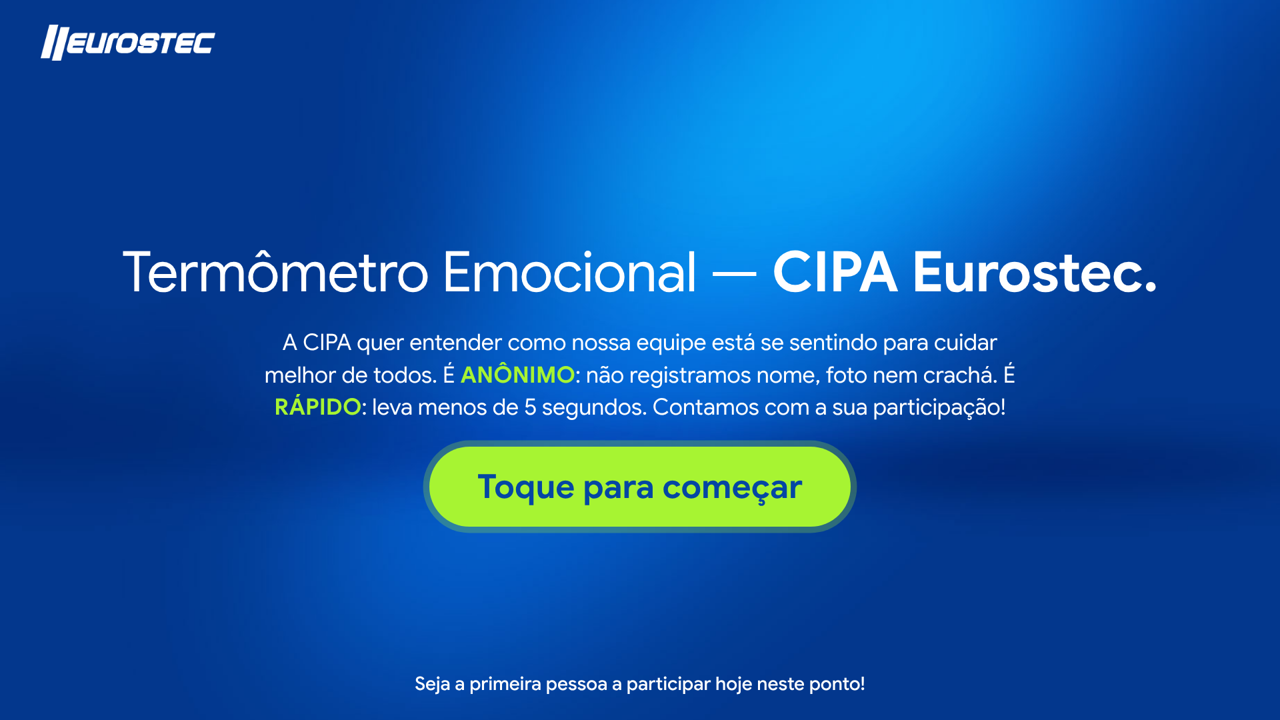 EUROSTEC
Termômetro Emocional — CIPA Eurostec.
A CIPA quer entender como nossa equipe está se sentindo para cuidar
melhor de todos. É ANÔNIMO: não registramos nome, foto nem crachá. É
RÁPIDO: leva menos de 5 segundos. Contamos com a sua participação!
Toque para começar
Seja a primeira pessoa a participar hoje neste ponto!